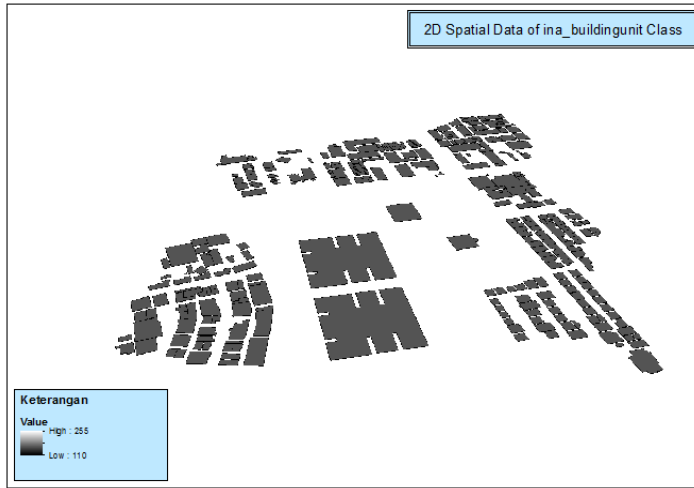 2D Spatial Data of ina_buildingunit Class
Keterangan
Value
High : 255
Low : 110